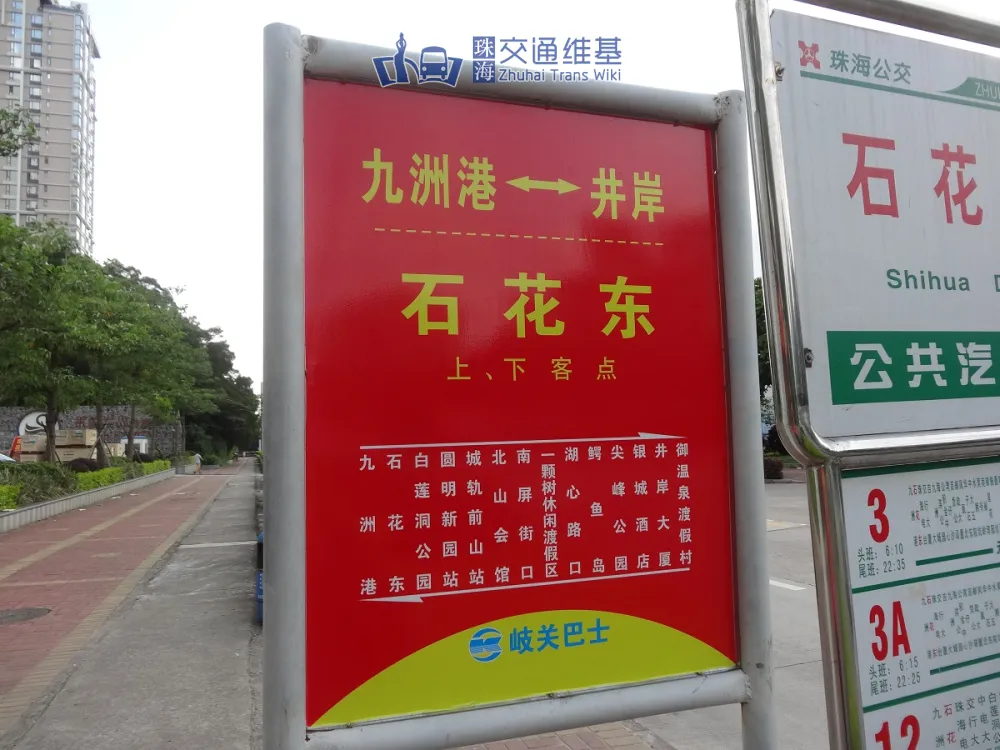 珠海 交通维基
Zhuhai Trans Wiki
九洲港 ↔ 井岸
石花东
上、下客点
九洲港
石花东
白莲洞公园
圆明新园站
城轨前山站
北山会馆
南屏街口
一颗树休闲渡假区
湖心路口
鳄鱼岛
尖峰公园
银城酒店
井岸大厦
御温泉渡假村
岐关巴士
珠海公交
石花
Shihua
公共汽
3
头班: 6:10
尾班: 22:35
3A
头班: 6:15
尾班: 22:25
12